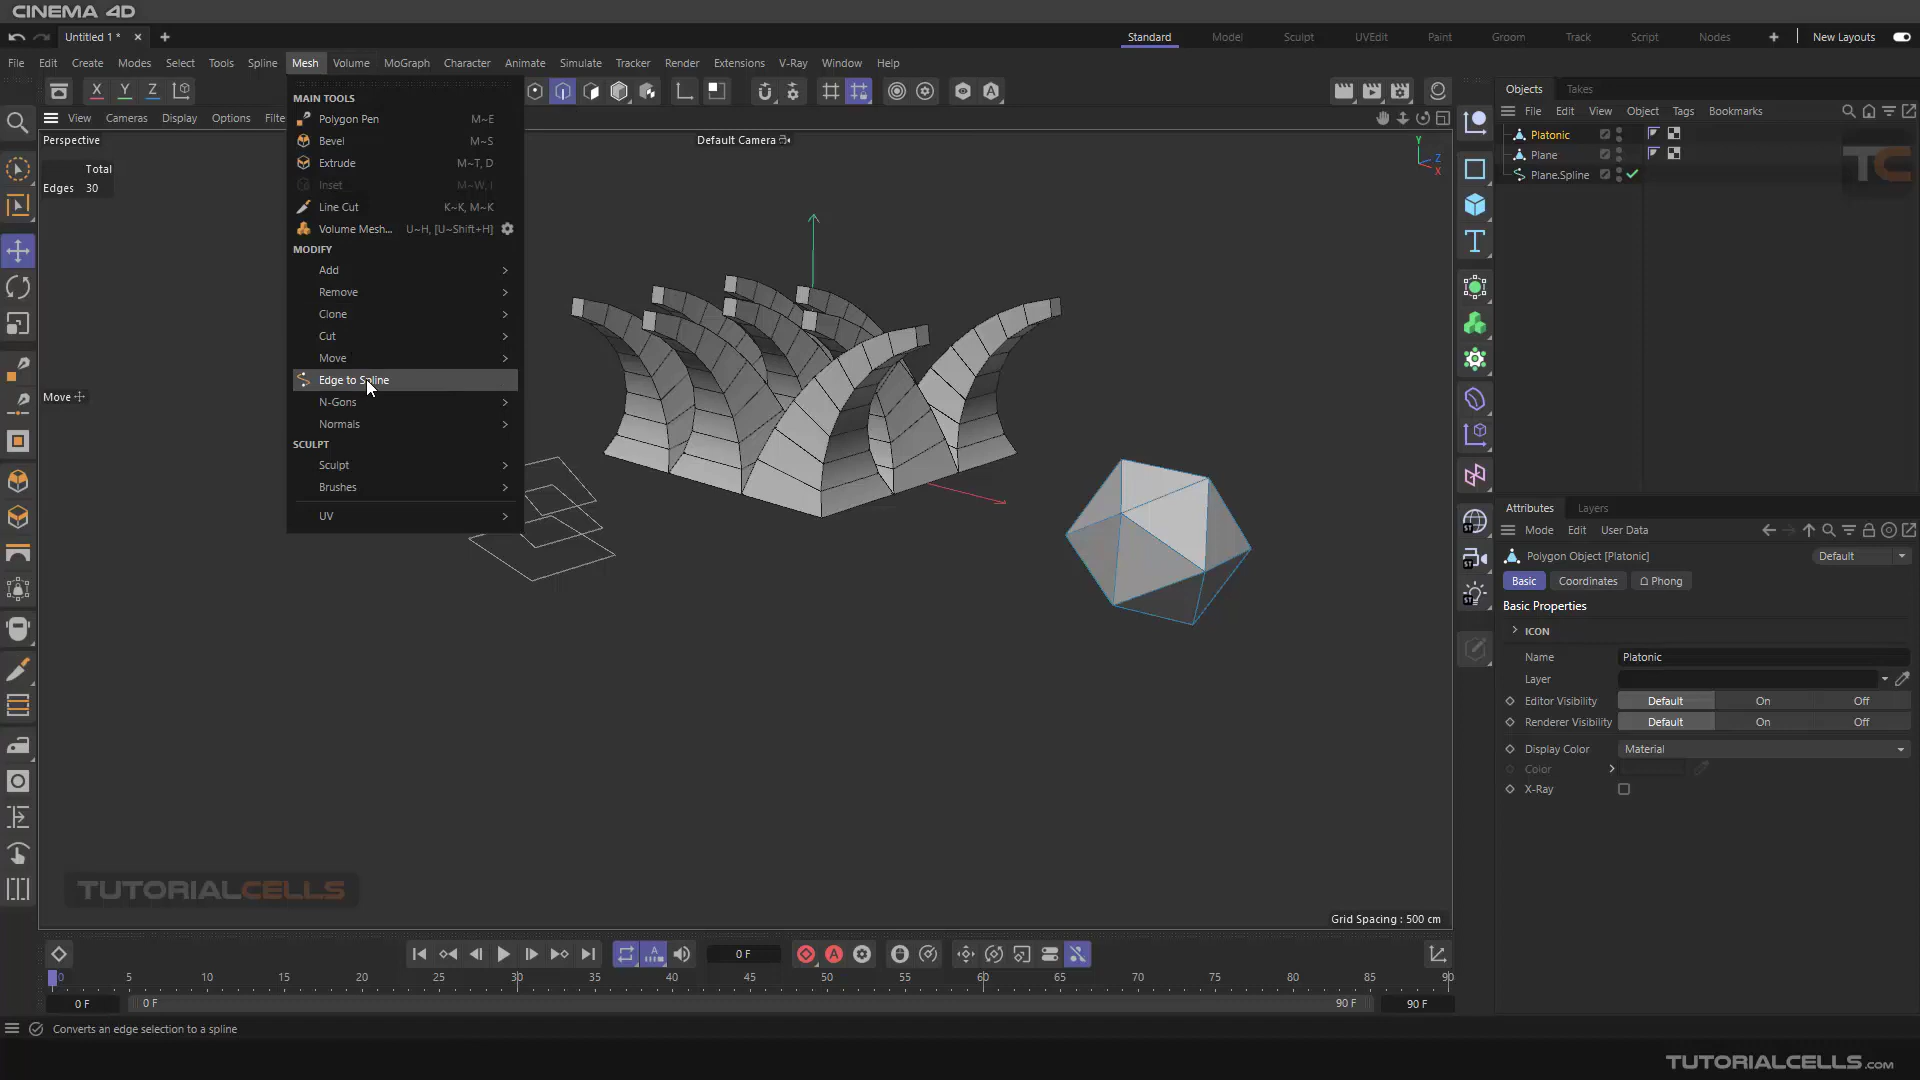 CINEMA 4D
Untitled 1 *
Standard Model Sculpt UVEdit Paint Groom Track Script Nodes New Layouts
File Edit Create Modes Select Tools Spline Mesh Volume MoGraph Character Animate Simulate Tracker Render Extensions V-Ray Window Help
X Y Z
View Cameras Display Options Filte
Perspective
Default Camera
Total
Edges 30
Move
MAIN TOOLS
Polygon Pen M~E
Bevel M~S
Extrude M~T, D
Inset M~W, I
Line Cut K~K, M~K
Volume Mesh... U~H, [U~Shift+H]
MODIFY
Add
Remove
Clone
Cut
Move
Edge to Spline
N-Gons
Normals
SCULPT
Sculpt
Brushes
UV
Y
Z
X
TUTORIALCELLS
Grid Spacing : 500 cm
Objects Takes
File Edit View Object Tags Bookmarks
Platonic
Plane
Plane.Spline
TC
ST
ST
ST
Attributes Layers
Mode Edit User Data
Polygon Object [Platonic] Default
Basic Coordinates Phong
Basic Properties
ICON
Name Platonic
Layer
Editor Visibility Default On Off
Renderer Visibility Default On Off
Display Color Material
Color
X-Ray
0 F
0 5 10 15 20 25 30 35 40 45 50 55 60 65 70 75 80 85 90
0 F 0 F 90 F 90 F
Converts an edge selection to a spline
TUTORIALCELLS.com